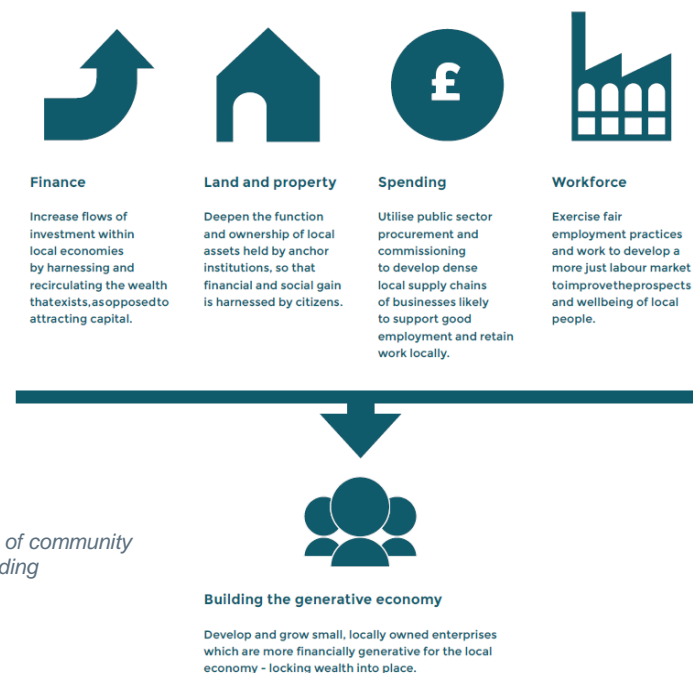 £
Finance
Increase flows of
investment within
local economies
by harnessing and
recirculating the wealth
thatexists,asopposedto
attracting capital.
Land and property
Deepen the function
and ownership of local
assets held by anchor
institutions, so that
financial and social gain
is harnessed by citizens.
Spending
Utilise public sector
procurement and
commissioning
to develop dense
local supply chains
of businesses likely
to support good
employment and retain
work locally.
Workforce
Exercise fair
employment practices
and work to develop a
more just labour market
toimprovetheprospects
and wellbeing of local
people.
of community
ding
Building the generative economy
Develop and grow small, locally owned enterprises
which are more financially generative for the local
economy - locking wealth into place.